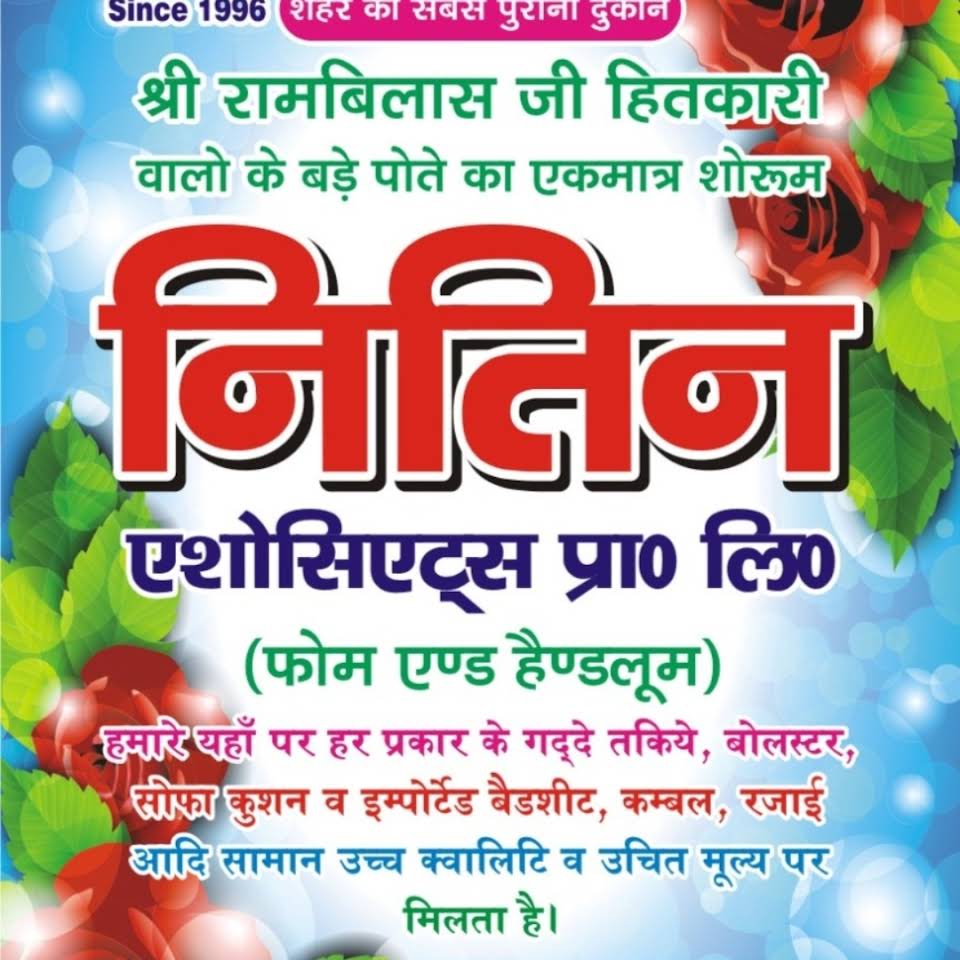 Since 1996 शहर की सबसे पुरानी दुकान
श्री रामबिलास जी हितकारी
वालो के बड़े पोते का एकमात्र शोरूम
नितिन
एशोसिएट्स प्रा० लि०
(फोम एण्ड हैण्डलूम)
हमारे यहाँ पर हर प्रकार के गद्दे तकिये, बोलस्टर,
सोफा कुशन व इम्पोर्टेड बैडशीट, कम्बल, रजाई
आदि सामान उच्च क्वालिटि व उचित मूल्य पर
मिलता है।